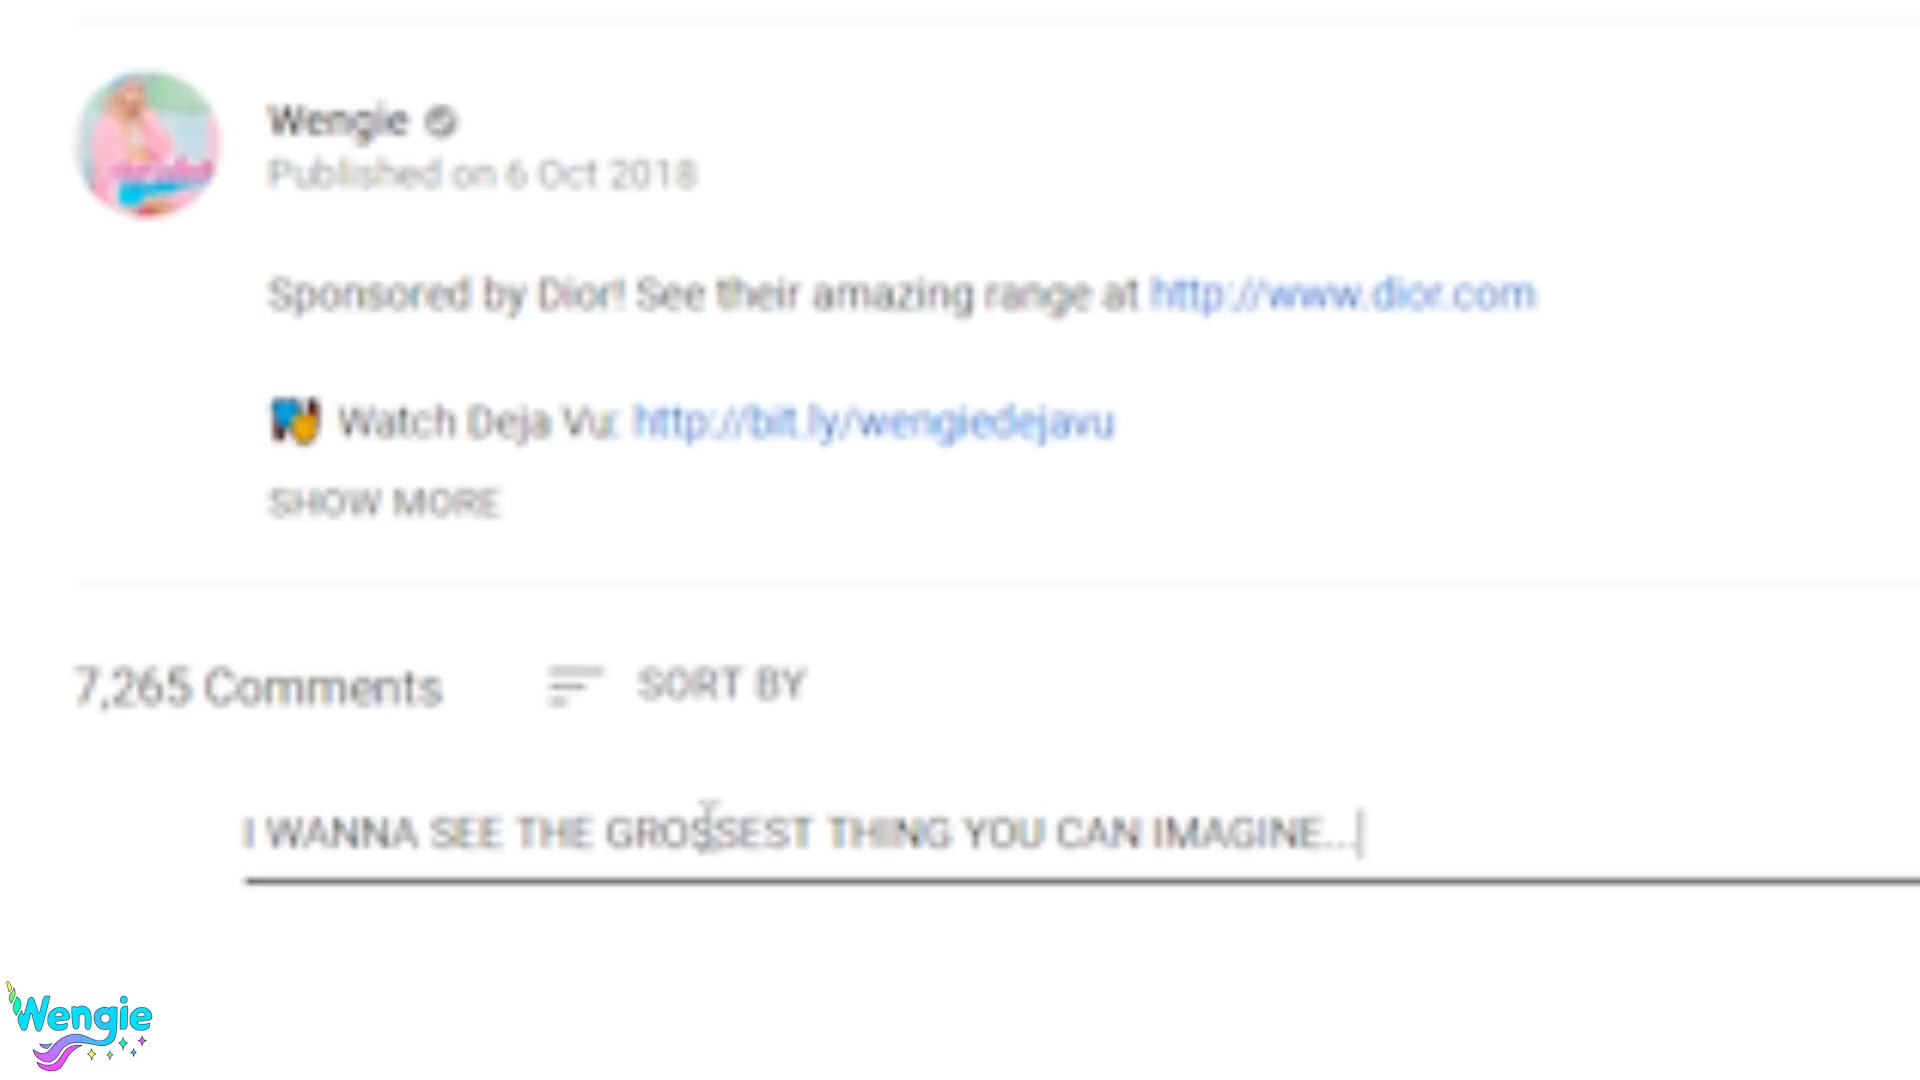 Wengie
Published on 6 Oct 2018
Sponsored by Dior! See their amazing range at http://www.dior.com
Watch Deja Vu: http://bit.ly/wengiedejavu
SHOW MORE
7,265 Comments
SORT BY
I WANNA SEE THE GROSSEST THING YOU CAN IMAGINE...
Wengie